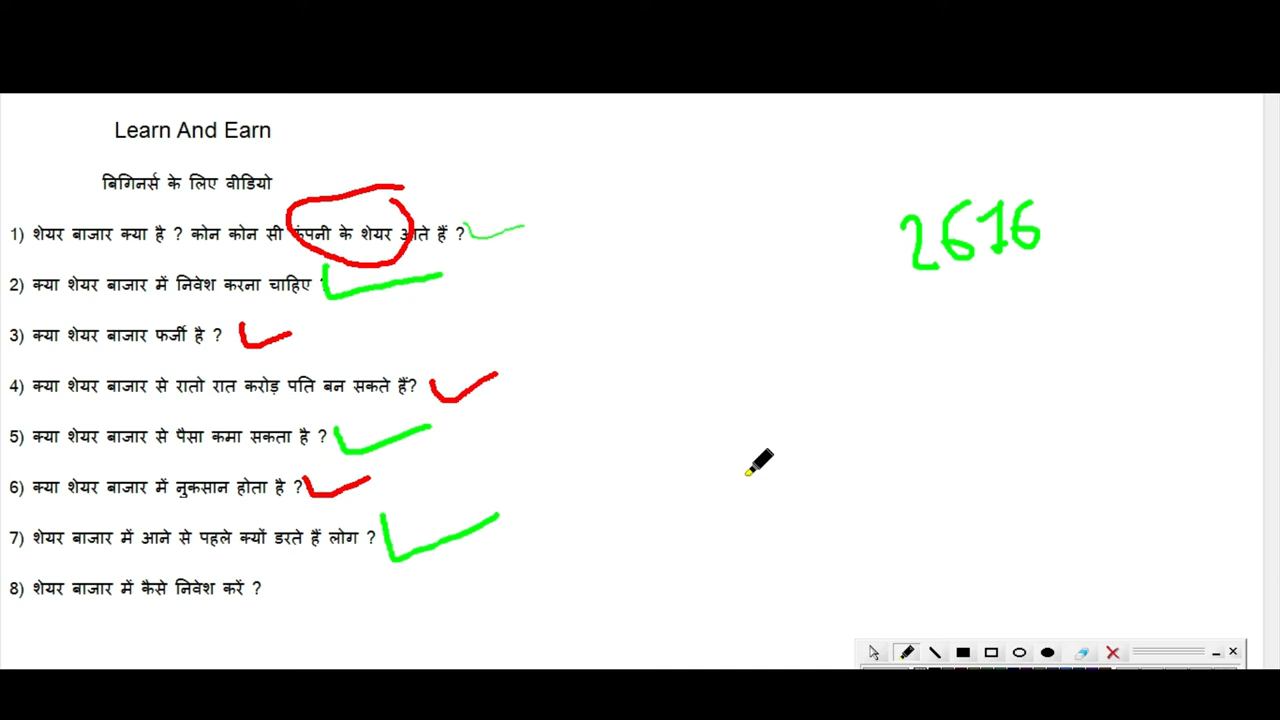 Learn And Earn
बिगिनर्स के लिए वीडियो
1) शेयर बाजार क्या है ? कोन कोन सी कंपनी के शेयर आते हैं ?
2) क्या शेयर बाजार में निवेश करना चाहिए ?
3) क्या शेयर बाजार फर्जी है ?
4) क्या शेयर बाजार से रातो रात करोड़ पति बन सकते हैं?
5) क्या शेयर बाजार से पैसा कमा सकता है ?
6) क्या शेयर बाजार में नुकसान होता है ?
7) शेयर बाजार में आने से पहले क्यों डरते हैं लोग ?
8) शेयर बाजार में कैसे निवेश करें ?
2676